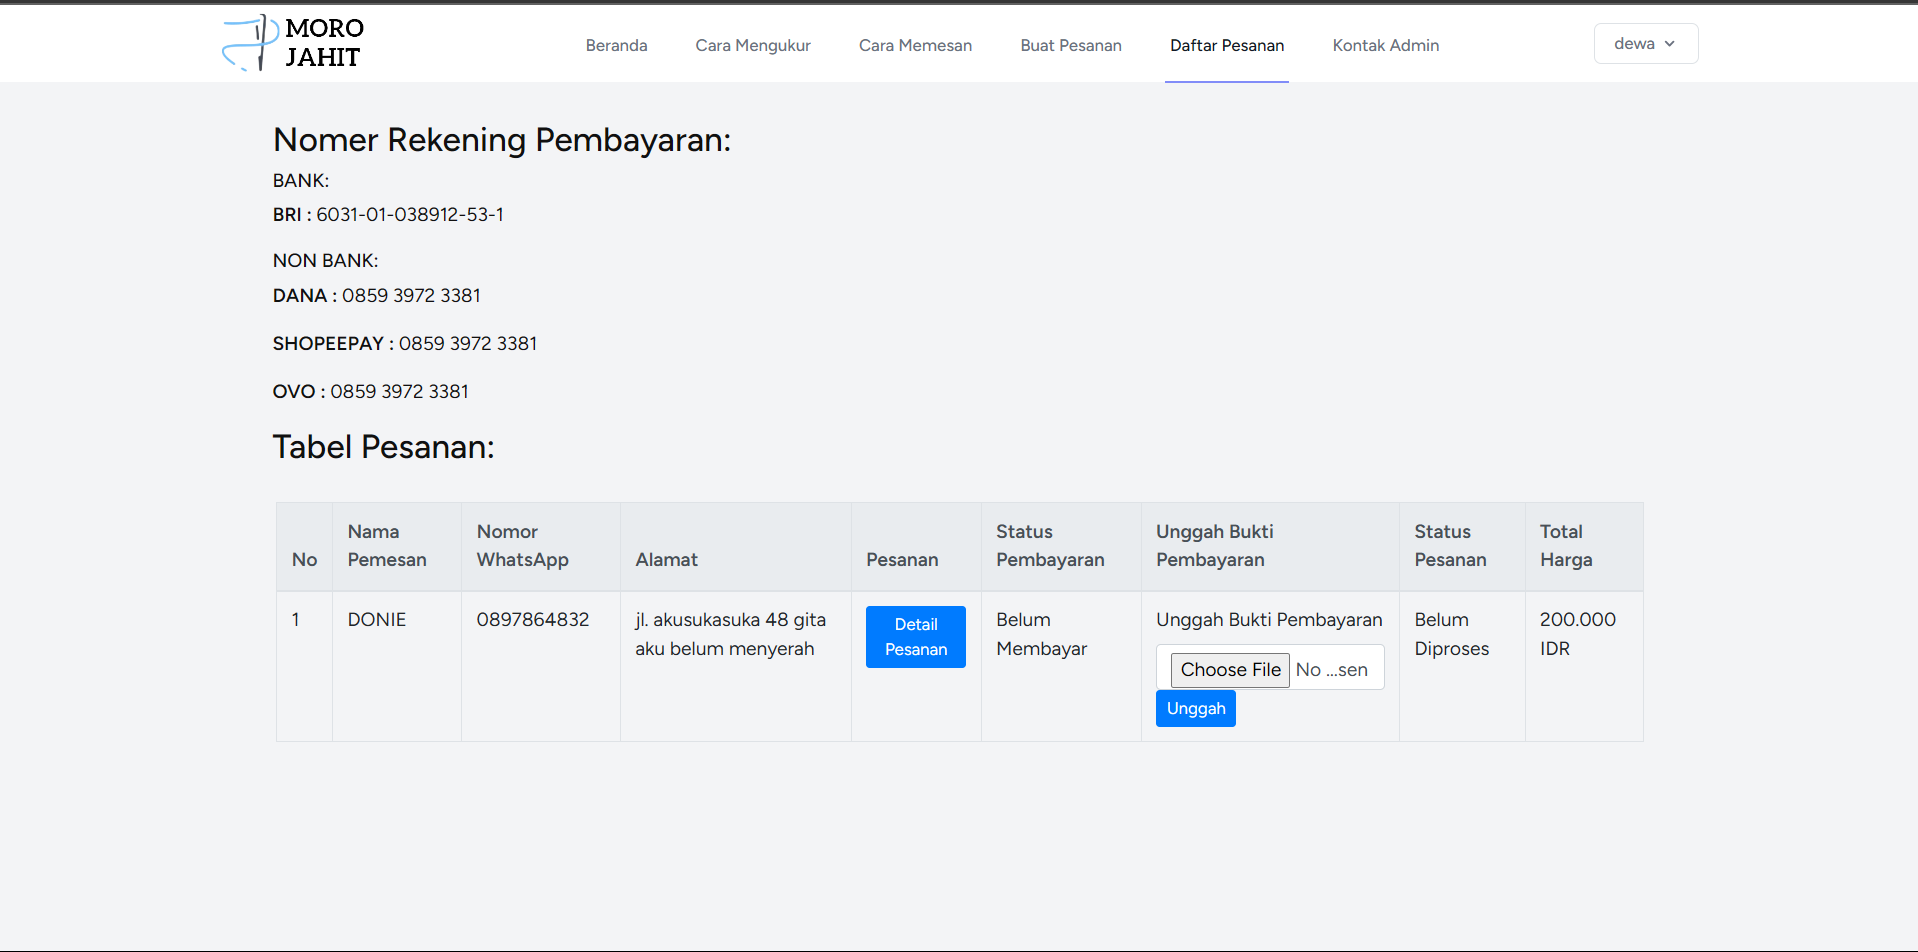 MORO
JAHIT
Beranda
Cara Mengukur
Cara Memesan
Buat Pesanan
Daftar Pesanan
Kontak Admin
dewa
Nomer Rekening Pembayaran:
BANK:
BRI : 6031-01-038912-53-1
NON BANK:
DANA : 0859 3972 3381
SHOPEEPAY : 0859 3972 3381
OVO : 0859 3972 3381
Tabel Pesanan:
No
Nama
Pemesan
Nomor
WhatsApp
Alamat
Pesanan
Status
Pembayaran
Unggah Bukti
Pembayaran
Status
Pesanan
Total
Harga
1
DONIE
0897864832
jl. akusukasuka 48 gita
aku belum menyerah
Detail
Pesanan
Belum
Membayar
Unggah Bukti Pembayaran
Choose File No ...sen
Unggah
Belum
Diproses
200.000
IDR